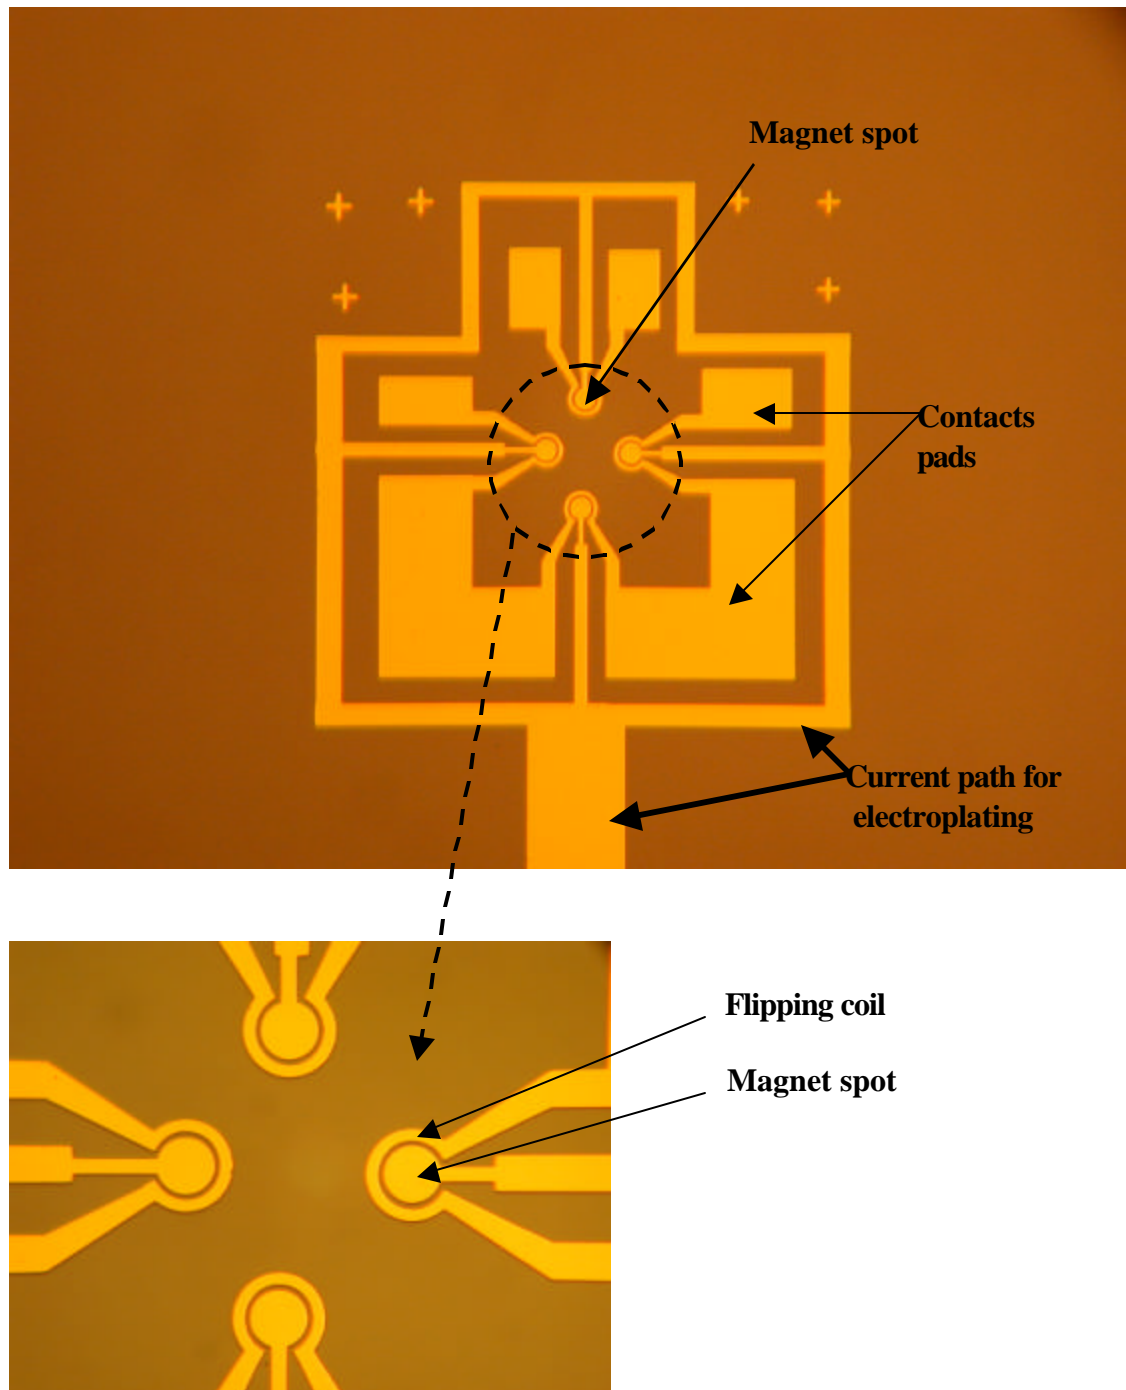 Magnet spot
Contacts
pads
Current path for
electroplating
Flipping coil
Magnet spot